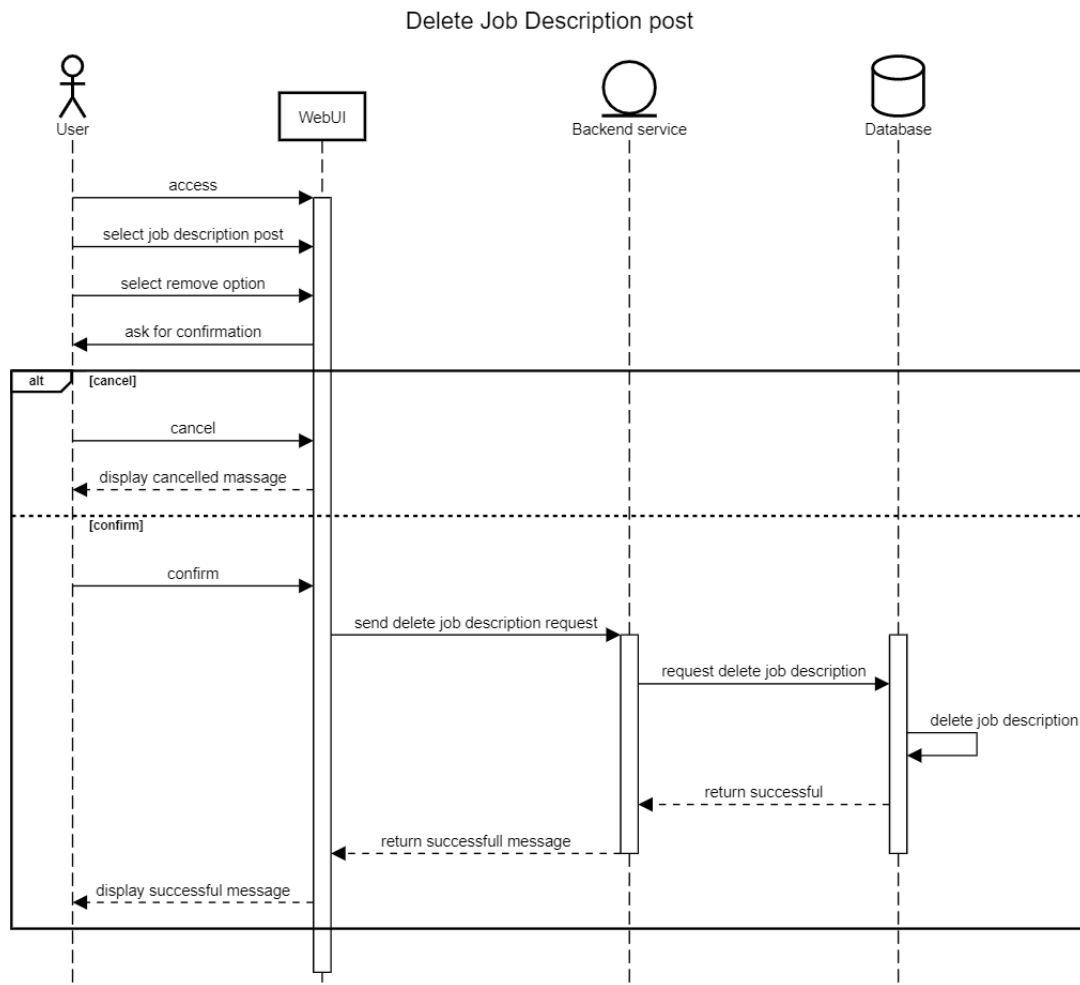 Delete Job Description post
User
WebUI
Backend service
Database
access
select job description post
select remove option
ask for confirmation
alt
[cancel]
cancel
display cancelled massage
[confirm]
confirm
send delete job description request
request delete job description
delete job description
return successful
return successfull message
display successful message